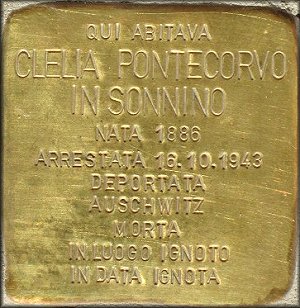 QUI ABITAVA
CLELIA PONTECORVO
IN SONNINO
NATA 1886
ARRESTATA 16.10.1943
DEPORTATA
AUSCHWITZ
MORTA
IN LUOGO IGNOTO
IN DATA IGNOTA